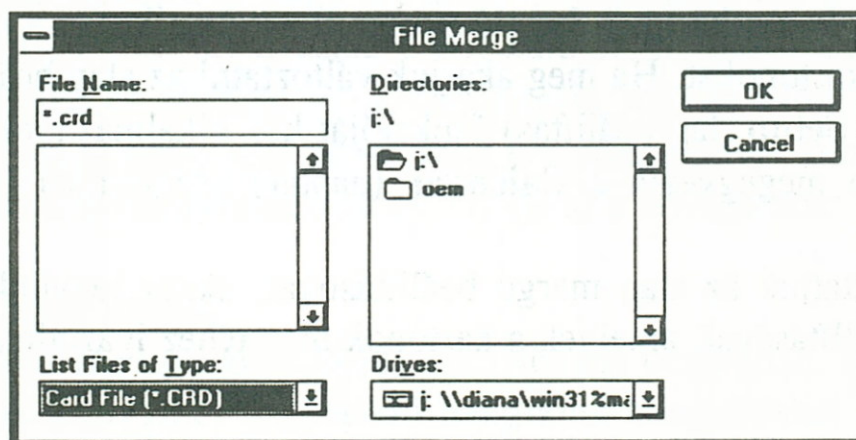 File Merge
File Name:
*.crd
Directories:
j:\
j:\
oem
OK
Cancel
List Files of Type:
Card File (*.CRD)
Drives:
j: \\diana\win31%ma